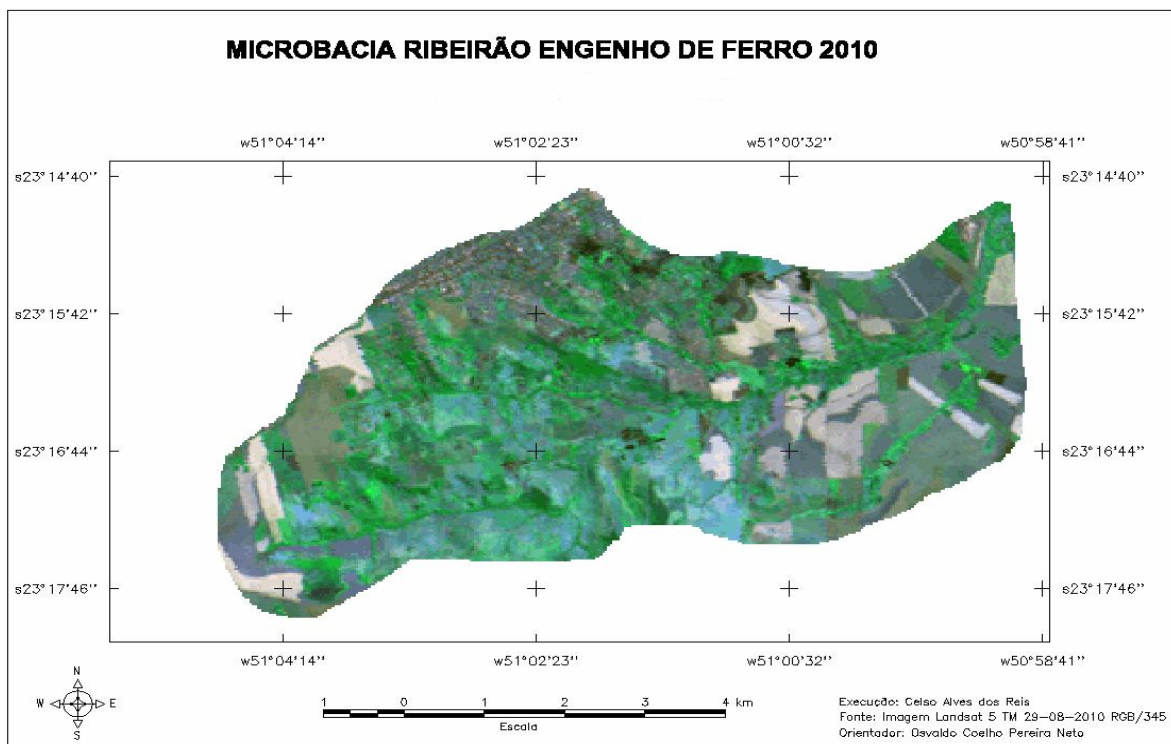 MICROBACIA RIBEIRÃO ENGENHO DE FERRO 2010
w51°04'14" w51°02'23" w51°00'32" w50°58'41"
s23°14'40" s23°14'40"
s23°15'42" s23°15'42"
s23°16'44" s23°16'44"
s23°17'46" s23°17'46"
w51°04'14" w51°02'23" w51°00'32" w50°58'41"
N
W E
S
1 0 1 2 3 4 km
Escala
Execução: Celso Alves dos Reis
Fonte: Imagem Landsat 5 TM 29-08-2010 RGB/345
Orientador: Osvaldo Coelho Pereira Neto